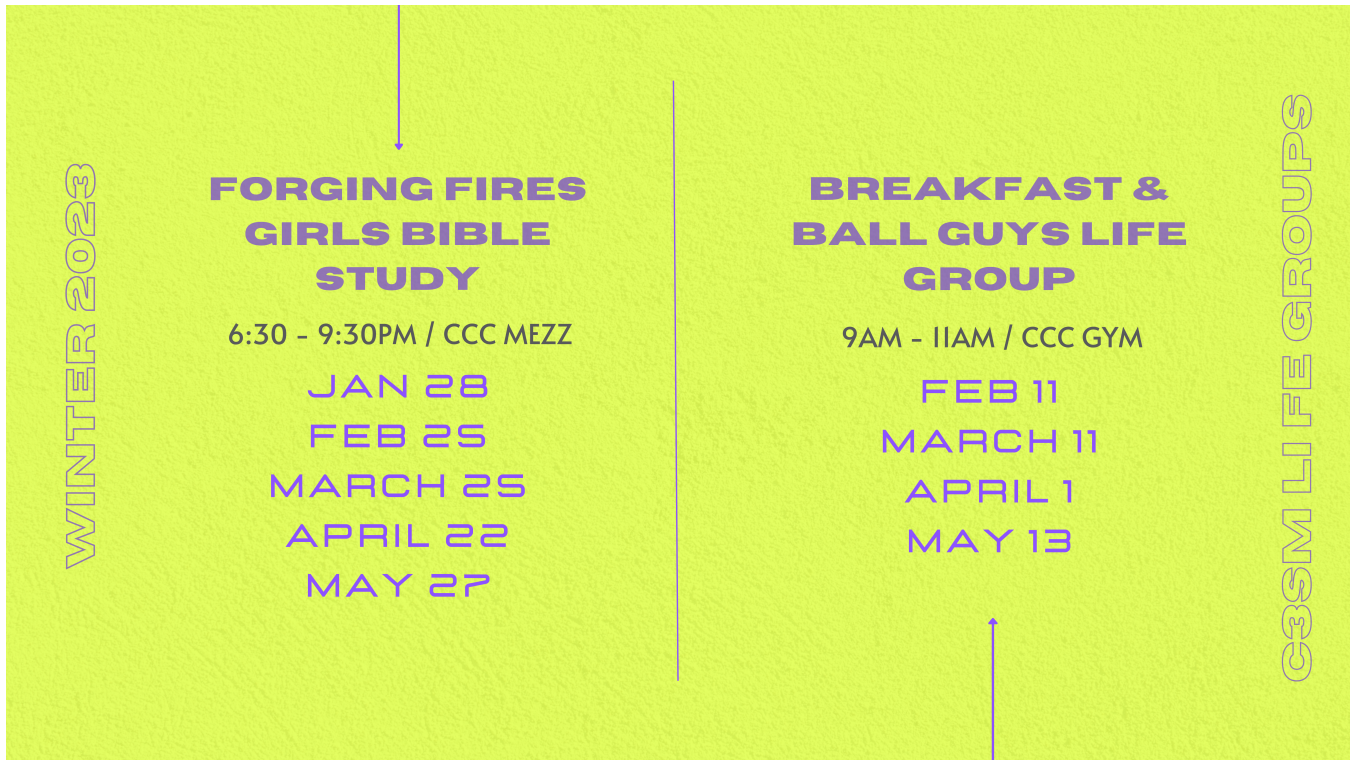 WINTER 2023
FORGING FIRES
GIRLS BIBLE
STUDY
6:30 - 9:30PM / CCC MEZZ
JAN 28
FEB 25
MARCH 25
APRIL 22
MAY 27
BREAKFAST &
BALL GUYS LIFE
GROUP
9AM - 11AM / CCC GYM
FEB 11
MARCH 11
APRIL 1
MAY 13
C3SM LI FE GROUPS